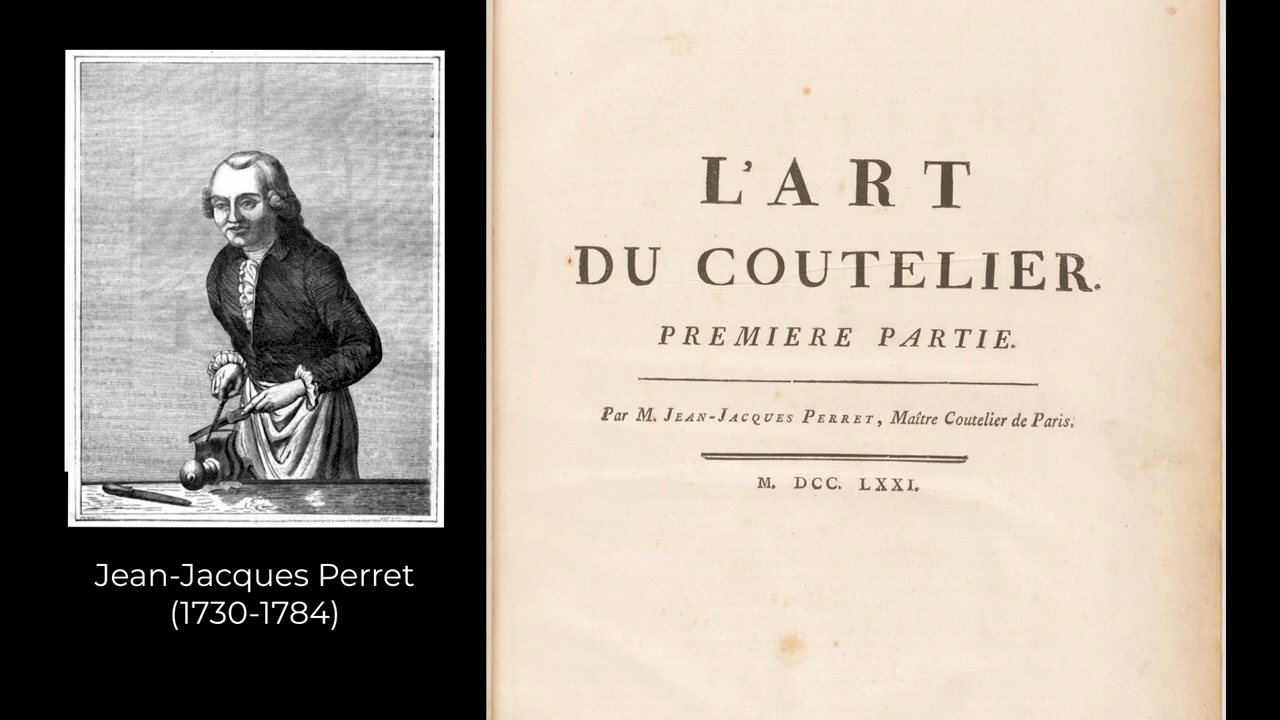 Jean-Jacques Perret
(1730-1784)
L'ART
DU COUTELIER.
PREMIERE PARTIE.
Par M. JEAN-JACQUES PERRET, Maître Coutelier de Paris.
M. DCC. LXXI.